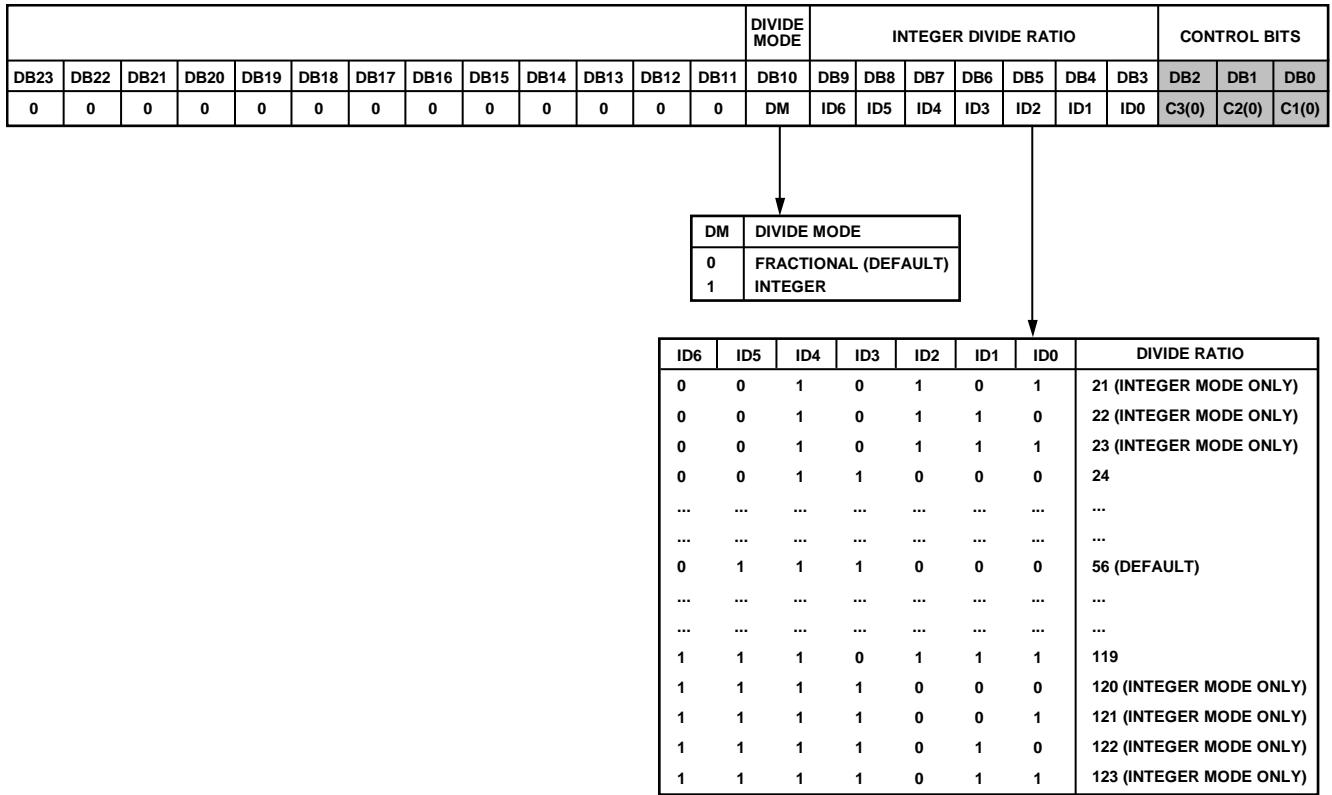 DIVIDE MODE INTEGER DIVIDE RATIO CONTROL BITS
DB23 DB22 DB21 DB20 DB19 DB18 DB17 DB16 DB15 DB14 DB13 DB12 DB11 DB10 DB9 DB8 DB7 DB6 DB5 DB4 DB3 DB2 DB1 DB0
0 0 0 0 0 0 0 0 0 0 0 0 0 DM ID6 ID5 ID4 ID3 ID2 ID1 ID0 C3(0) C2(0) C1(0)
DM DIVIDE MODE
0 FRACTIONAL (DEFAULT)
1 INTEGER
ID6 ID5 ID4 ID3 ID2 ID1 ID0 DIVIDE RATIO
0 0 1 0 1 0 1 21 (INTEGER MODE ONLY)
0 0 1 0 1 1 0 22 (INTEGER MODE ONLY)
0 0 1 0 1 1 1 23 (INTEGER MODE ONLY)
0 0 1 1 0 0 0 24
... ... ... ... ... ... ... ...
... ... ... ... ... ... ... ...
0 1 1 1 0 0 0 56 (DEFAULT)
... ... ... ... ... ... ... ...
... ... ... ... ... ... ... ...
1 1 1 0 1 1 1 119
1 1 1 1 0 0 0 120 (INTEGER MODE ONLY)
1 1 1 1 0 0 1 121 (INTEGER MODE ONLY)
1 1 1 1 0 1 0 122 (INTEGER MODE ONLY)
1 1 1 1 0 1 1 123 (INTEGER MODE ONLY)